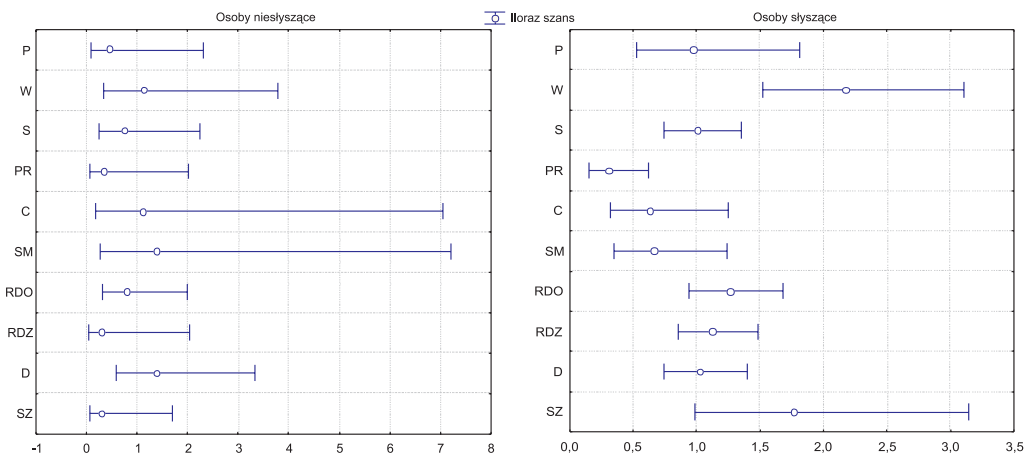 Osoby niesłyszące
Iloraz szans
Osoby słyszące
P
W
S
PR
C
SM
RDO
RDZ
D
SZ
-1 0 1 2 3 4 5 6 7 8
P
W
S
PR
C
SM
RDO
RDZ
D
SZ
0,0 0,5 1,0 1,5 2,0 2,5 3,0 3,5